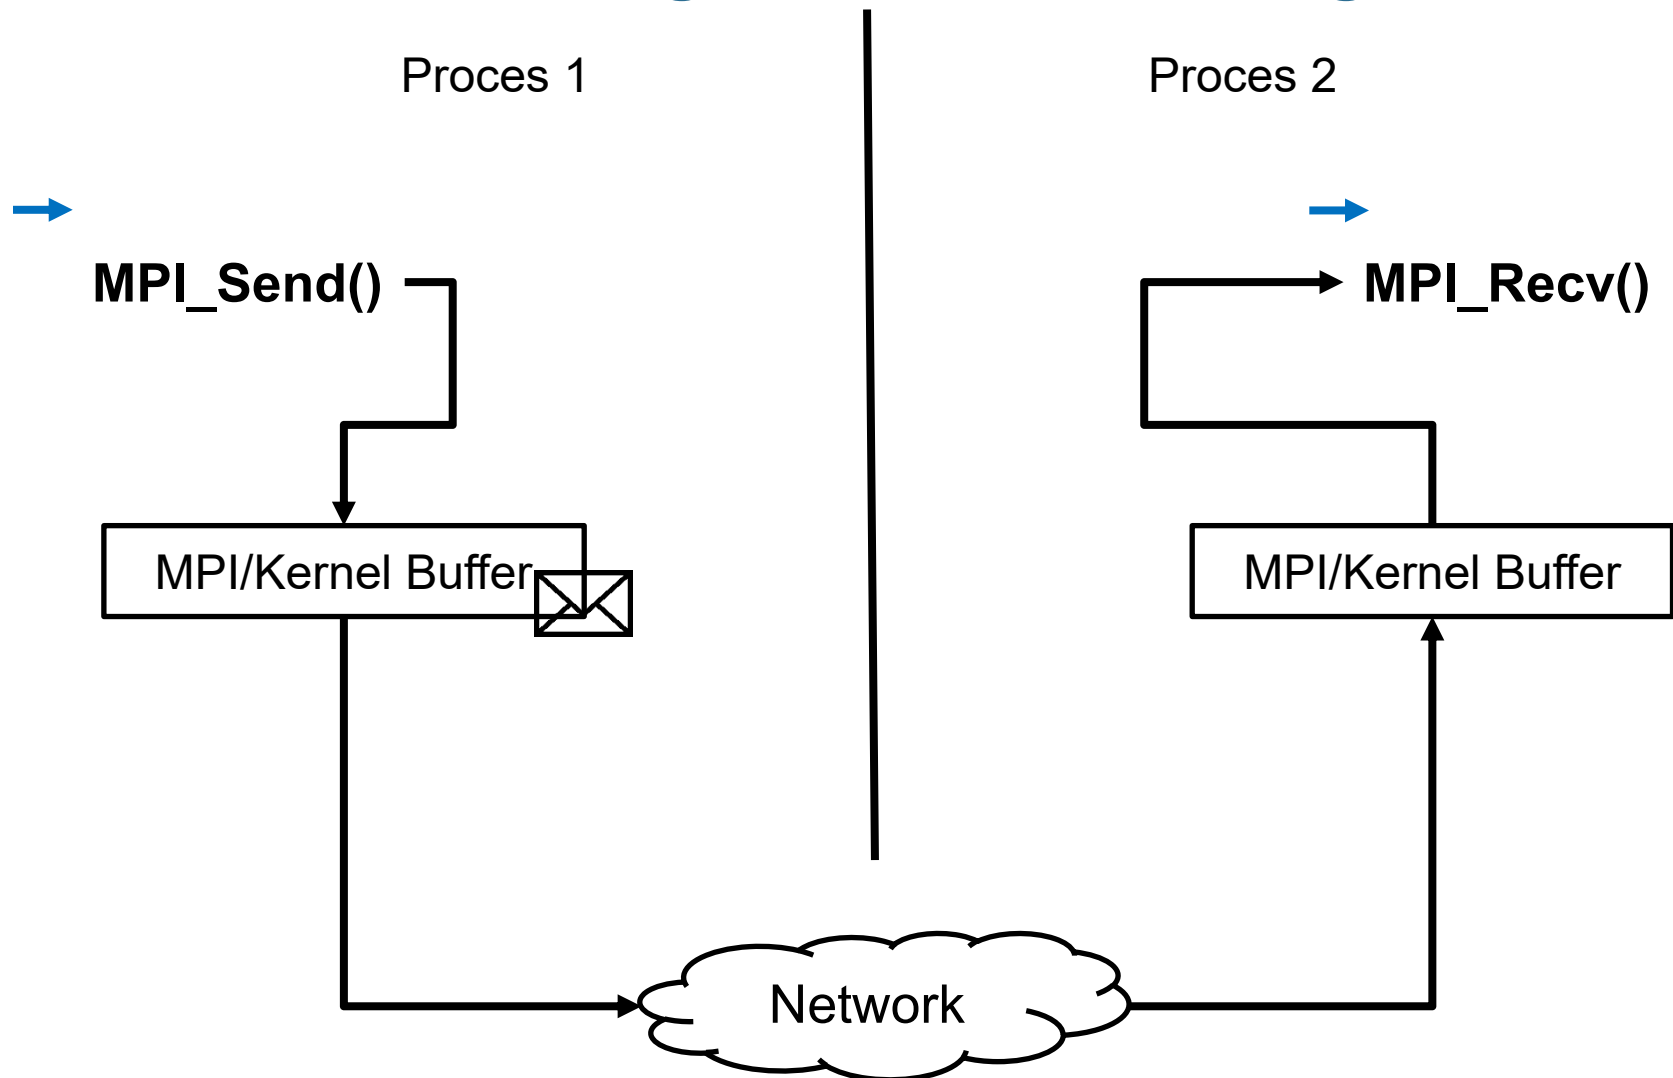 Proces 1
Proces 2
MPI_Send()
MPI_Recv()
MPI/Kernel Buffer
MPI/Kernel Buffer
Network